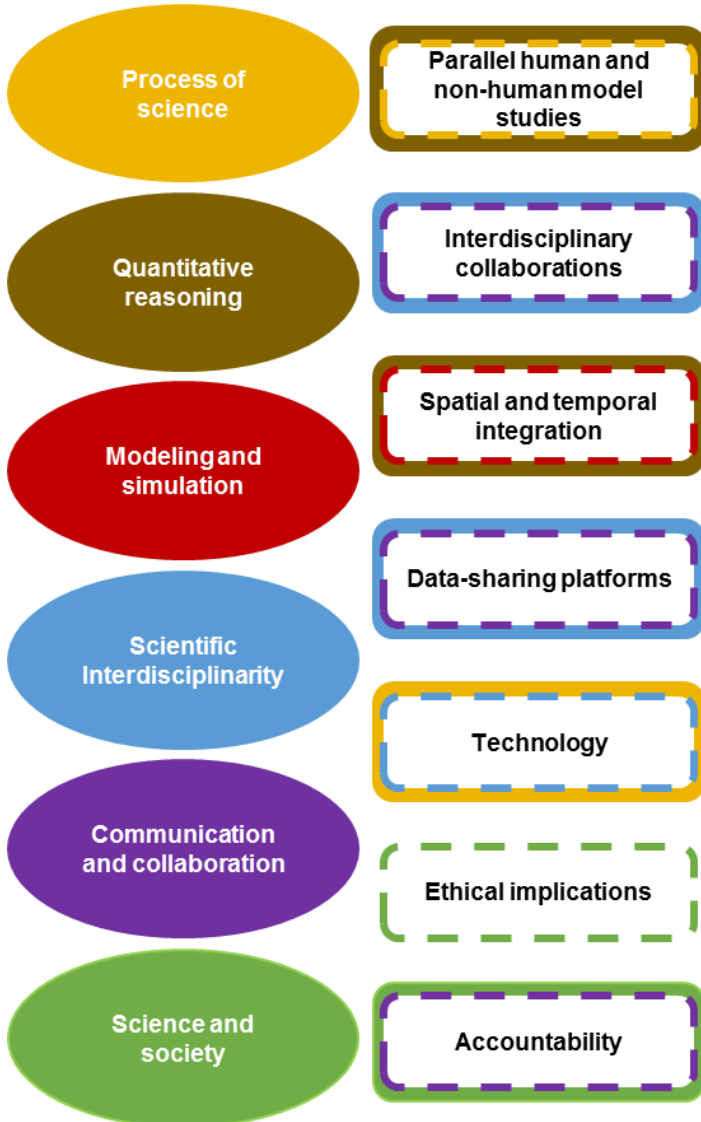 Process of
science
Quantitative
reasoning
Modeling and
simulation
Scientific
Interdisciplinarity
Communication
and collaboration
Science and
society
Parallel human and
non-human model
studies
Interdisciplinary
collaborations
Spatial and temporal
integration
Data-sharing platforms
Technology
Ethical implications
Accountability